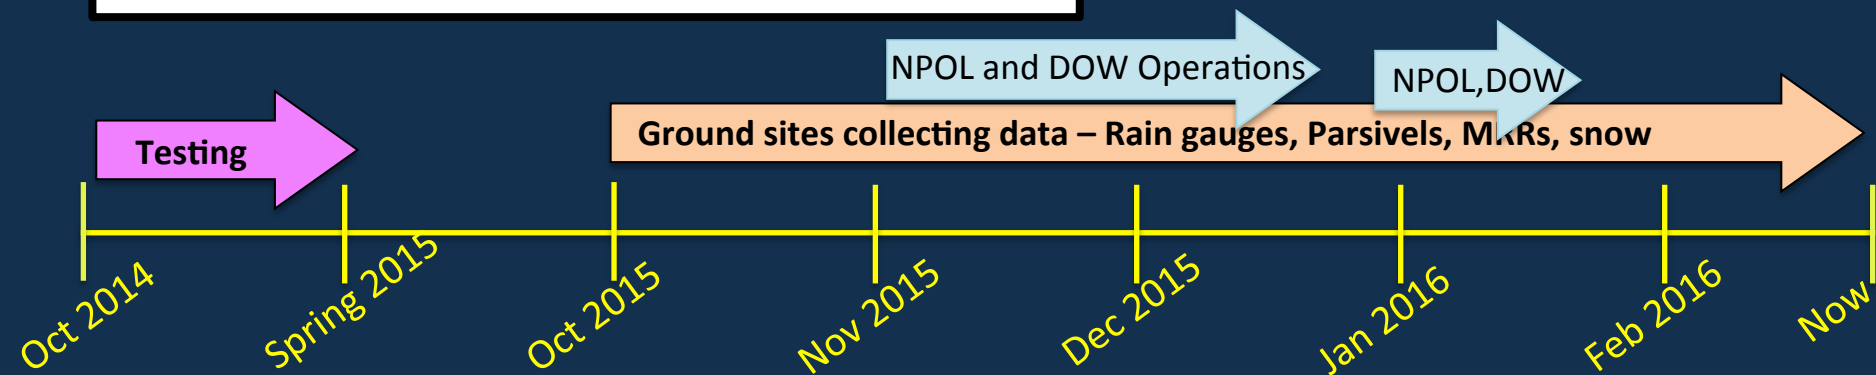 NPOL and DOW Operations
NPOL,DOW
Testing
Ground sites collecting data – Rain gauges, Parsivels, MRRs, snow
Oct 2014
Spring 2015
Oct 2015
Nov 2015
Dec 2015
Jan 2016
Feb 2016
Now